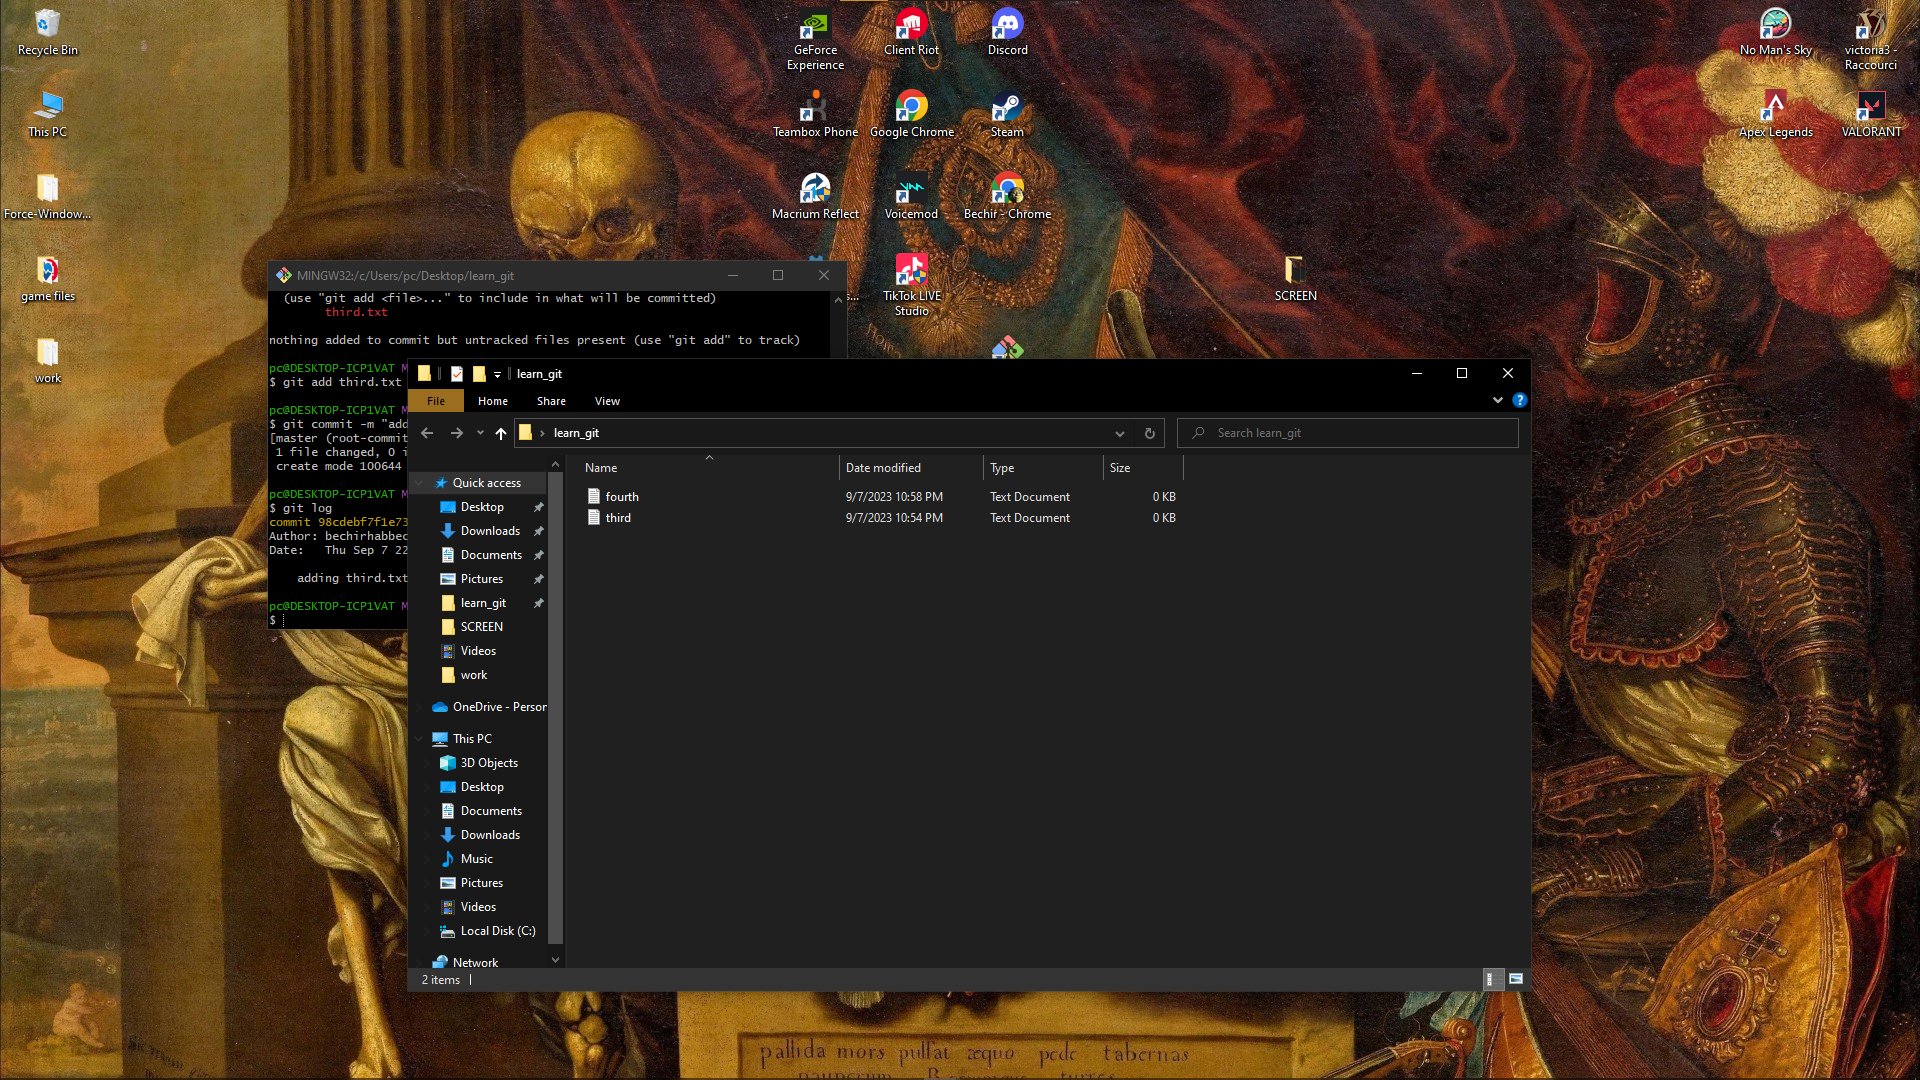 Recycle Bin
This PC
Force-Window...
game files
work
GeForce
Experience
Client Riot
Discord
Teambox Phone
Google Chrome
Steam
Macrium Reflect
Voicemod
Bechir - Chrome
s...
TikTok LIVE
Studio
SCREEN
No Man's Sky
victoria3 -
Raccourci
Apex Legends
VALORANT
MINGW32:/c/Users/pc/Desktop/learn_git
(use "git add <file>..." to include in what will be committed)
third.txt
nothing added to commit but untracked files present (use "git add" to track)
pc@DESKTOP-ICP1VAT M
$ git add third.txt
pc@DESKTOP-ICP1VAT M
$ git commit -m "add
[master (root-commit
1 file changed, 0 i
create mode 100644
pc@DESKTOP-ICP1VAT M
$ git log
commit 98cdebf7f1e73
Author: bechirhabbec
Date: Thu Sep 7 22
adding third.txt
pc@DESKTOP-ICP1VAT M
$
learn_git
File Home Share View
learn_git
Search learn_git
Name Date modified Type Size
fourth 9/7/2023 10:58 PM Text Document 0 KB
third 9/7/2023 10:54 PM Text Document 0 KB
Quick access
Desktop
Downloads
Documents
Pictures
learn_git
SCREEN
Videos
work
OneDrive - Person
This PC
3D Objects
Desktop
Documents
Downloads
Music
Pictures
Videos
Local Disk (C:)
Network
2 items
pallida mors pulsat æquo pede tabernas